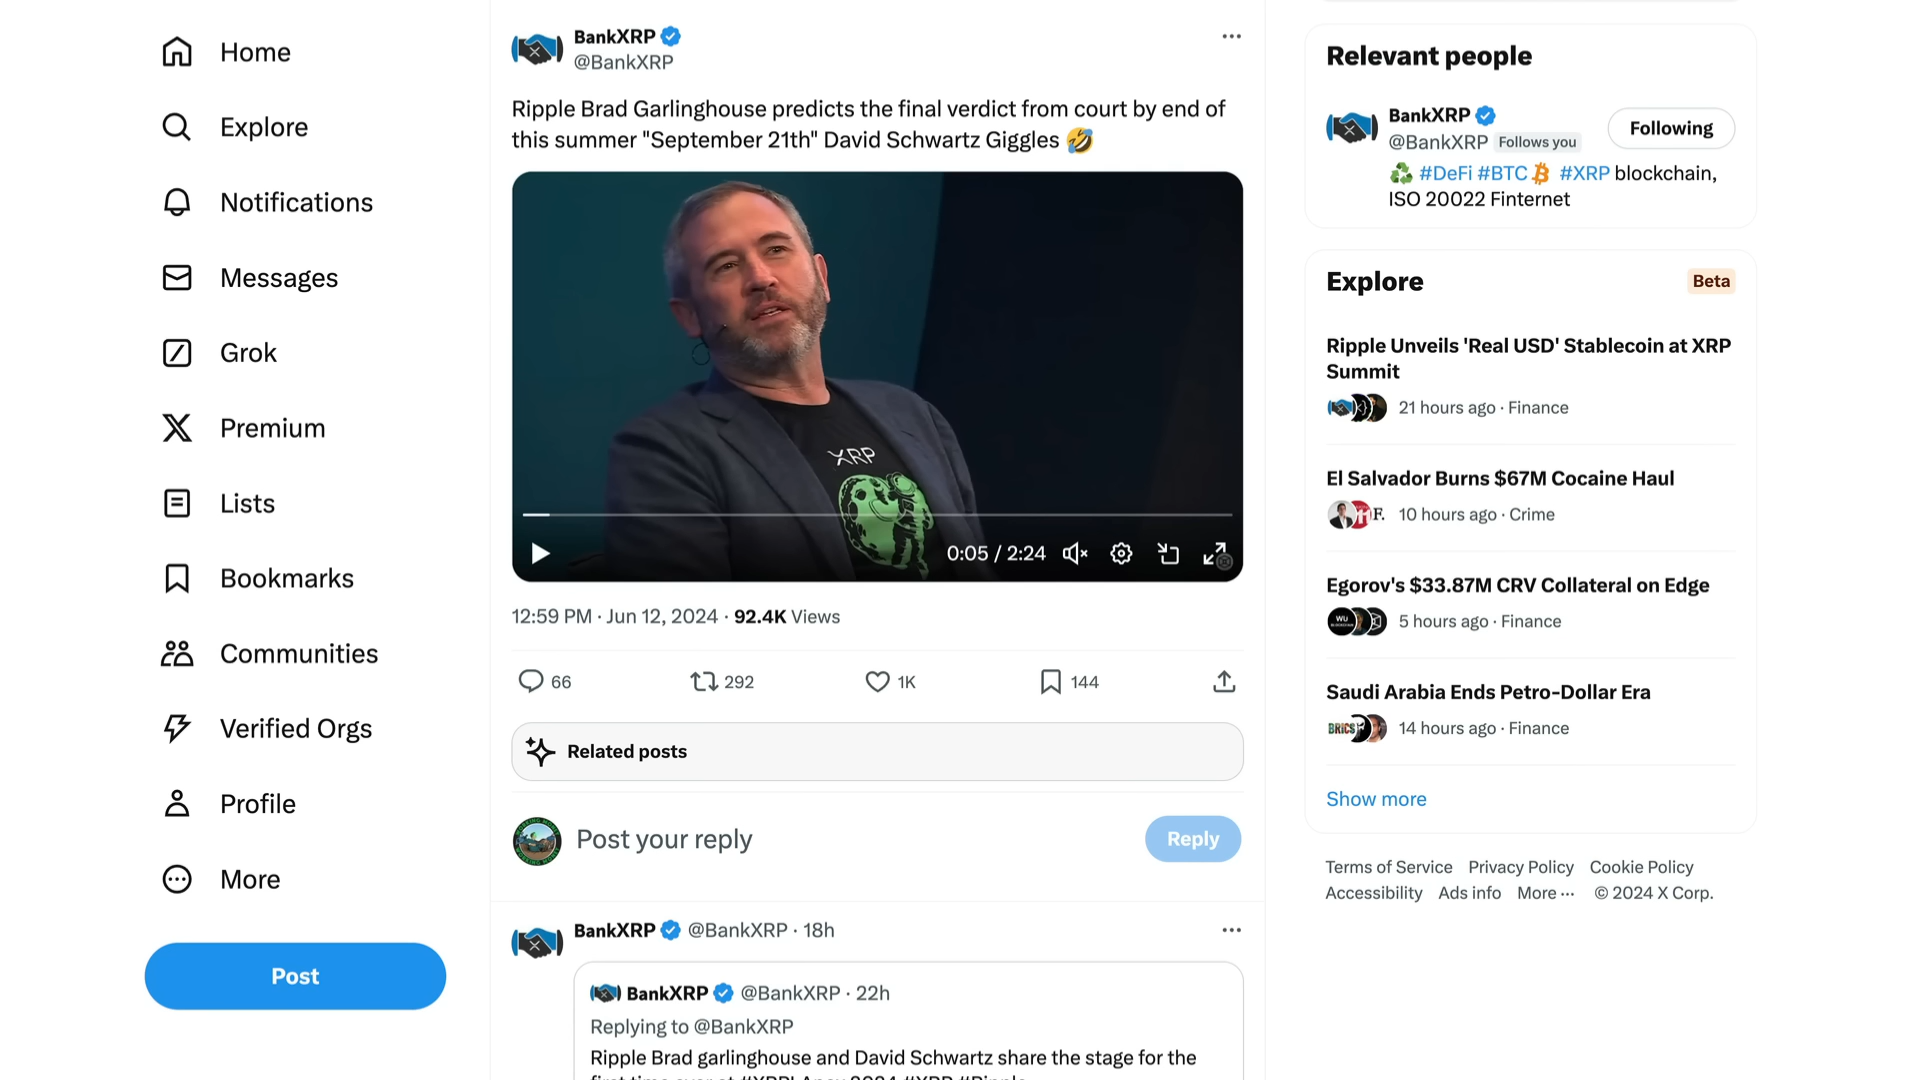 Home
Explore
Notifications
Messages
Grok
Premium
Lists
Bookmarks
Communities
Verified Orgs
Profile
More
Post
BankXRP
@BankXRP
Ripple Brad Garlinghouse predicts the final verdict from court by end of
this summer "September 21th" David Schwartz Giggles 🤣
XRP
0:05 / 2:24
12:59 PM · Jun 12, 2024 · 92.4K Views
66
292
1K
144
Related posts
Post your reply
Reply
BankXRP @BankXRP · 18h
BankXRP @BankXRP · 22h
Replying to @BankXRP
Ripple Brad garlinghouse and David Schwartz share the stage for the
Relevant people
BankXRP
@BankXRP Follows you
Following
♻️ #DeFi #BTC #XRP blockchain,
ISO 20022 Finternet
Explore
Beta
Ripple Unveils 'Real USD' Stablecoin at XRP
Summit
21 hours ago · Finance
El Salvador Burns $67M Cocaine Haul
F.
10 hours ago · Crime
Egorov's $33.87M CRV Collateral on Edge
WU
5 hours ago · Finance
Saudi Arabia Ends Petro-Dollar Era
BRICS
14 hours ago · Finance
Show more
Terms of Service Privacy Policy Cookie Policy
Accessibility Ads info More ··· © 2024 X Corp.